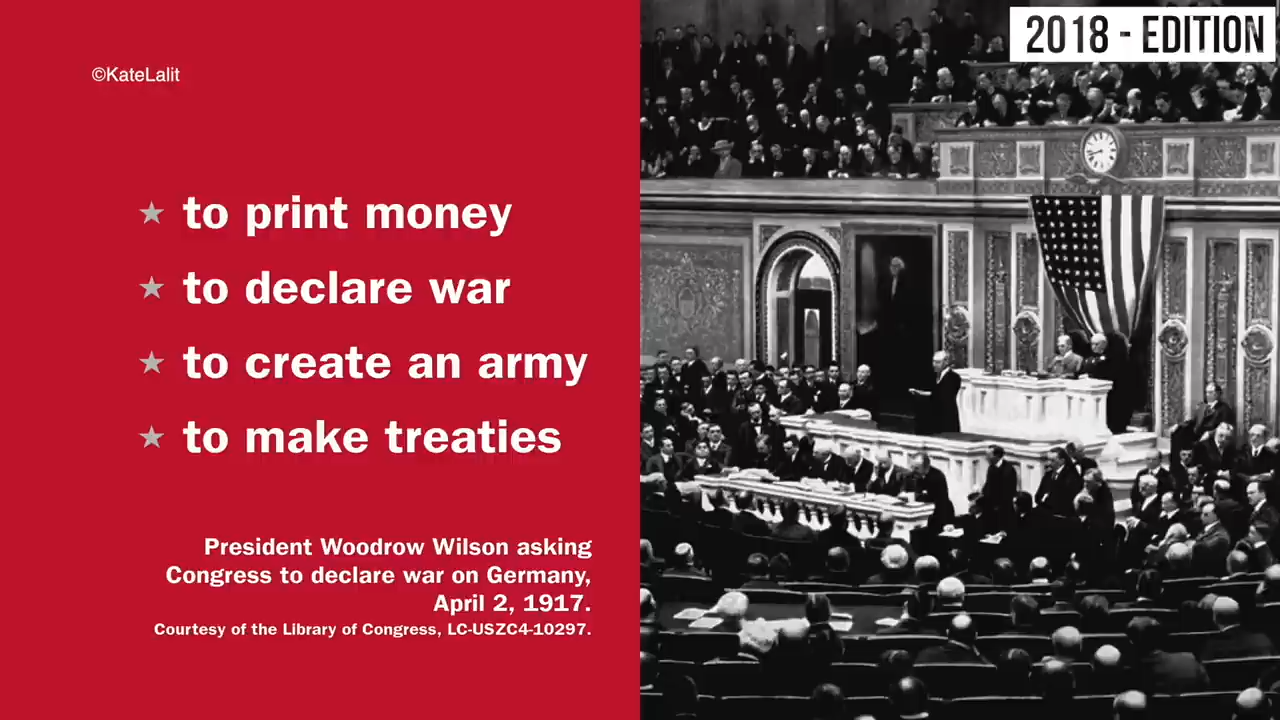 2018 - EDITION
©KateLalit
★ to print money
★ to declare war
★ to create an army
★ to make treaties
President Woodrow Wilson asking
Congress to declare war on Germany,
April 2, 1917.
Courtesy of the Library of Congress, LC-USZC4-10297.